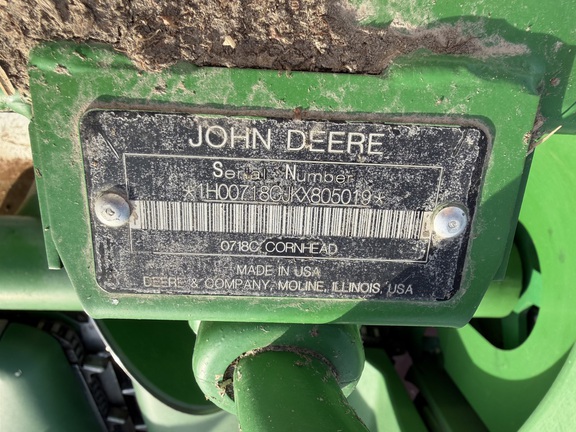 JOHN DEERE
Serial Number
*1H00718CJKX805019*
0718C CORNHEAD
MADE IN USA
DEERE & COMPANY, MOLINE, ILLINOIS, USA